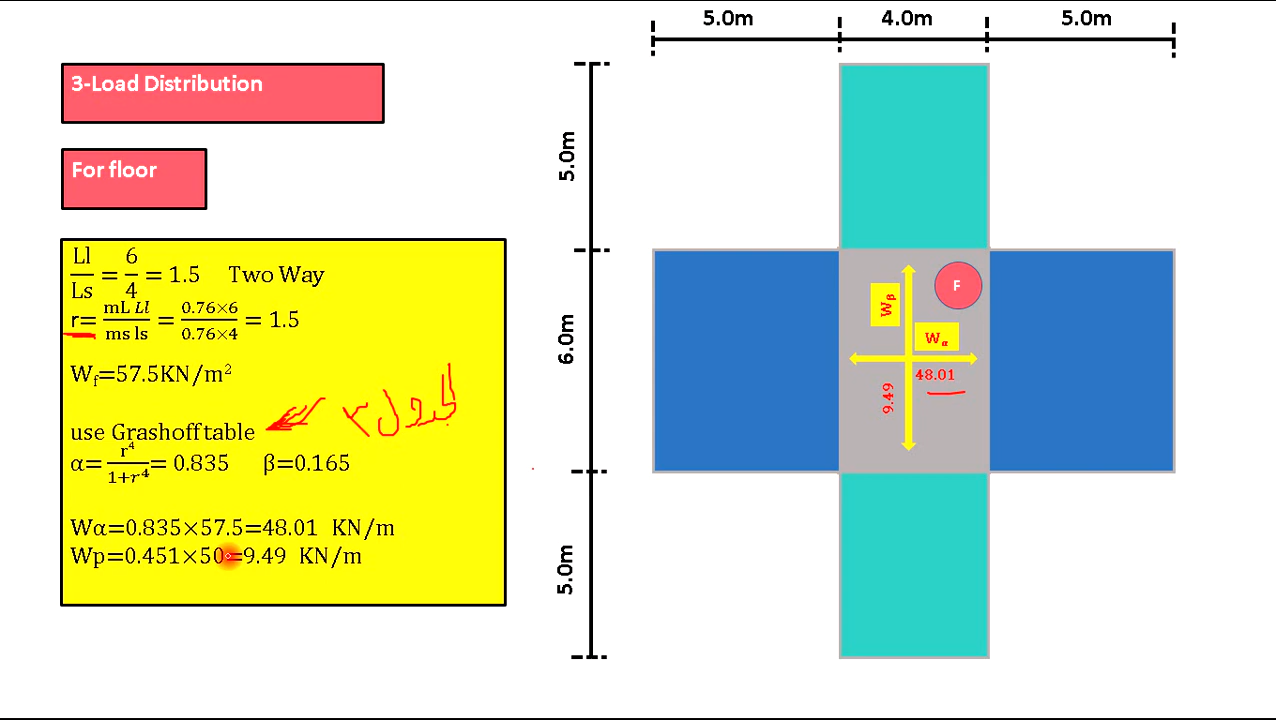 3-Load Distribution
For floor
Ll/Ls = 6/4 = 1.5 Two Way
r= mL Ll/ms ls = 0.76×6/0.76×4 = 1.5
Wf=57.5KN/m²
use Grashoff table
α= r⁴/1+r⁴ = 0.835 β=0.165
Wα=0.835×57.5=48.01 KN/m
Wp=0.451×50=9.49 KN/m
5.0m 4.0m 5.0m
5.0m
6.0m
5.0m
F
Wβ
Wα
48.01
9.49